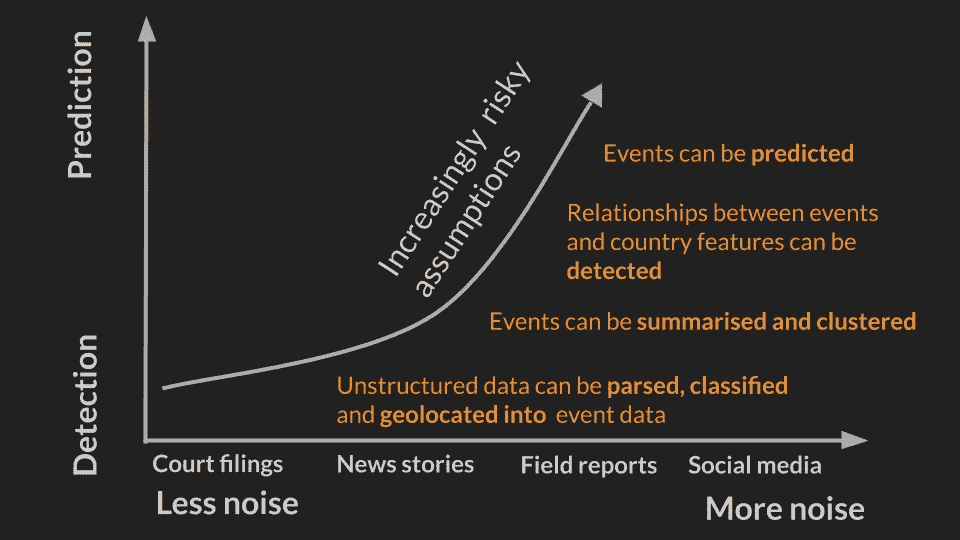 Prediction
Increasingly risky
assumptions
Events can be predicted
Relationships between events
and country features can be
detected
Events can be summarised and clustered
Detection
Unstructured data can be parsed, classified
and geolocated into event data
Court filings
News stories
Field reports
Social media
Less noise
More noise